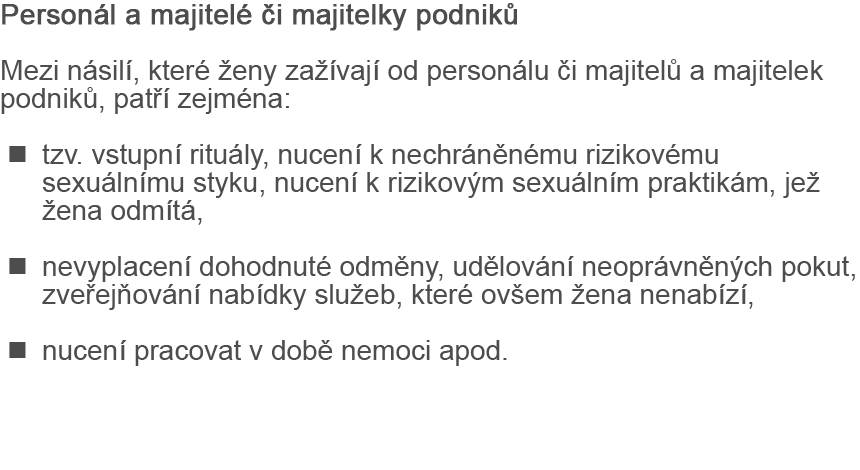 Personál a majitelé či majitelky podniků
Mezi násilí, které ženy zažívají od personálu či majitelů a majitelek
podniků, patří zejména:
■ tzv. vstupní rituály, nucení k nechráněnému rizikovému
sexuálnímu styku, nucení k rizikovým sexuálním praktikám, jež
žena odmítá,
■ nevyplacení dohodnuté odměny, udělování neoprávněných pokut,
zveřejňování nabídky služeb, které ovšem žena nenabízí,
■ nucení pracovat v době nemoci apod.